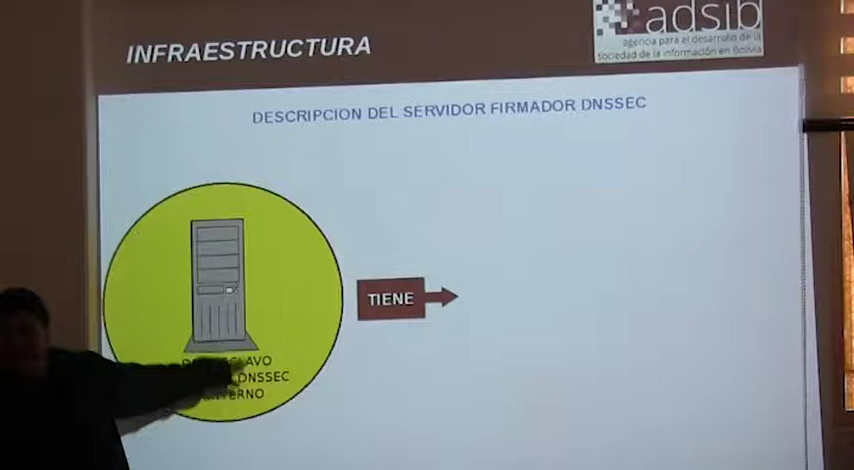 INFRAESTRUCTURA
adsib
agencia para el desarrollo de la
sociedad de la información en Bolivia
DESCRIPCION DEL SERVIDOR FIRMADOR DNSSEC
TIENE
DNSSEC